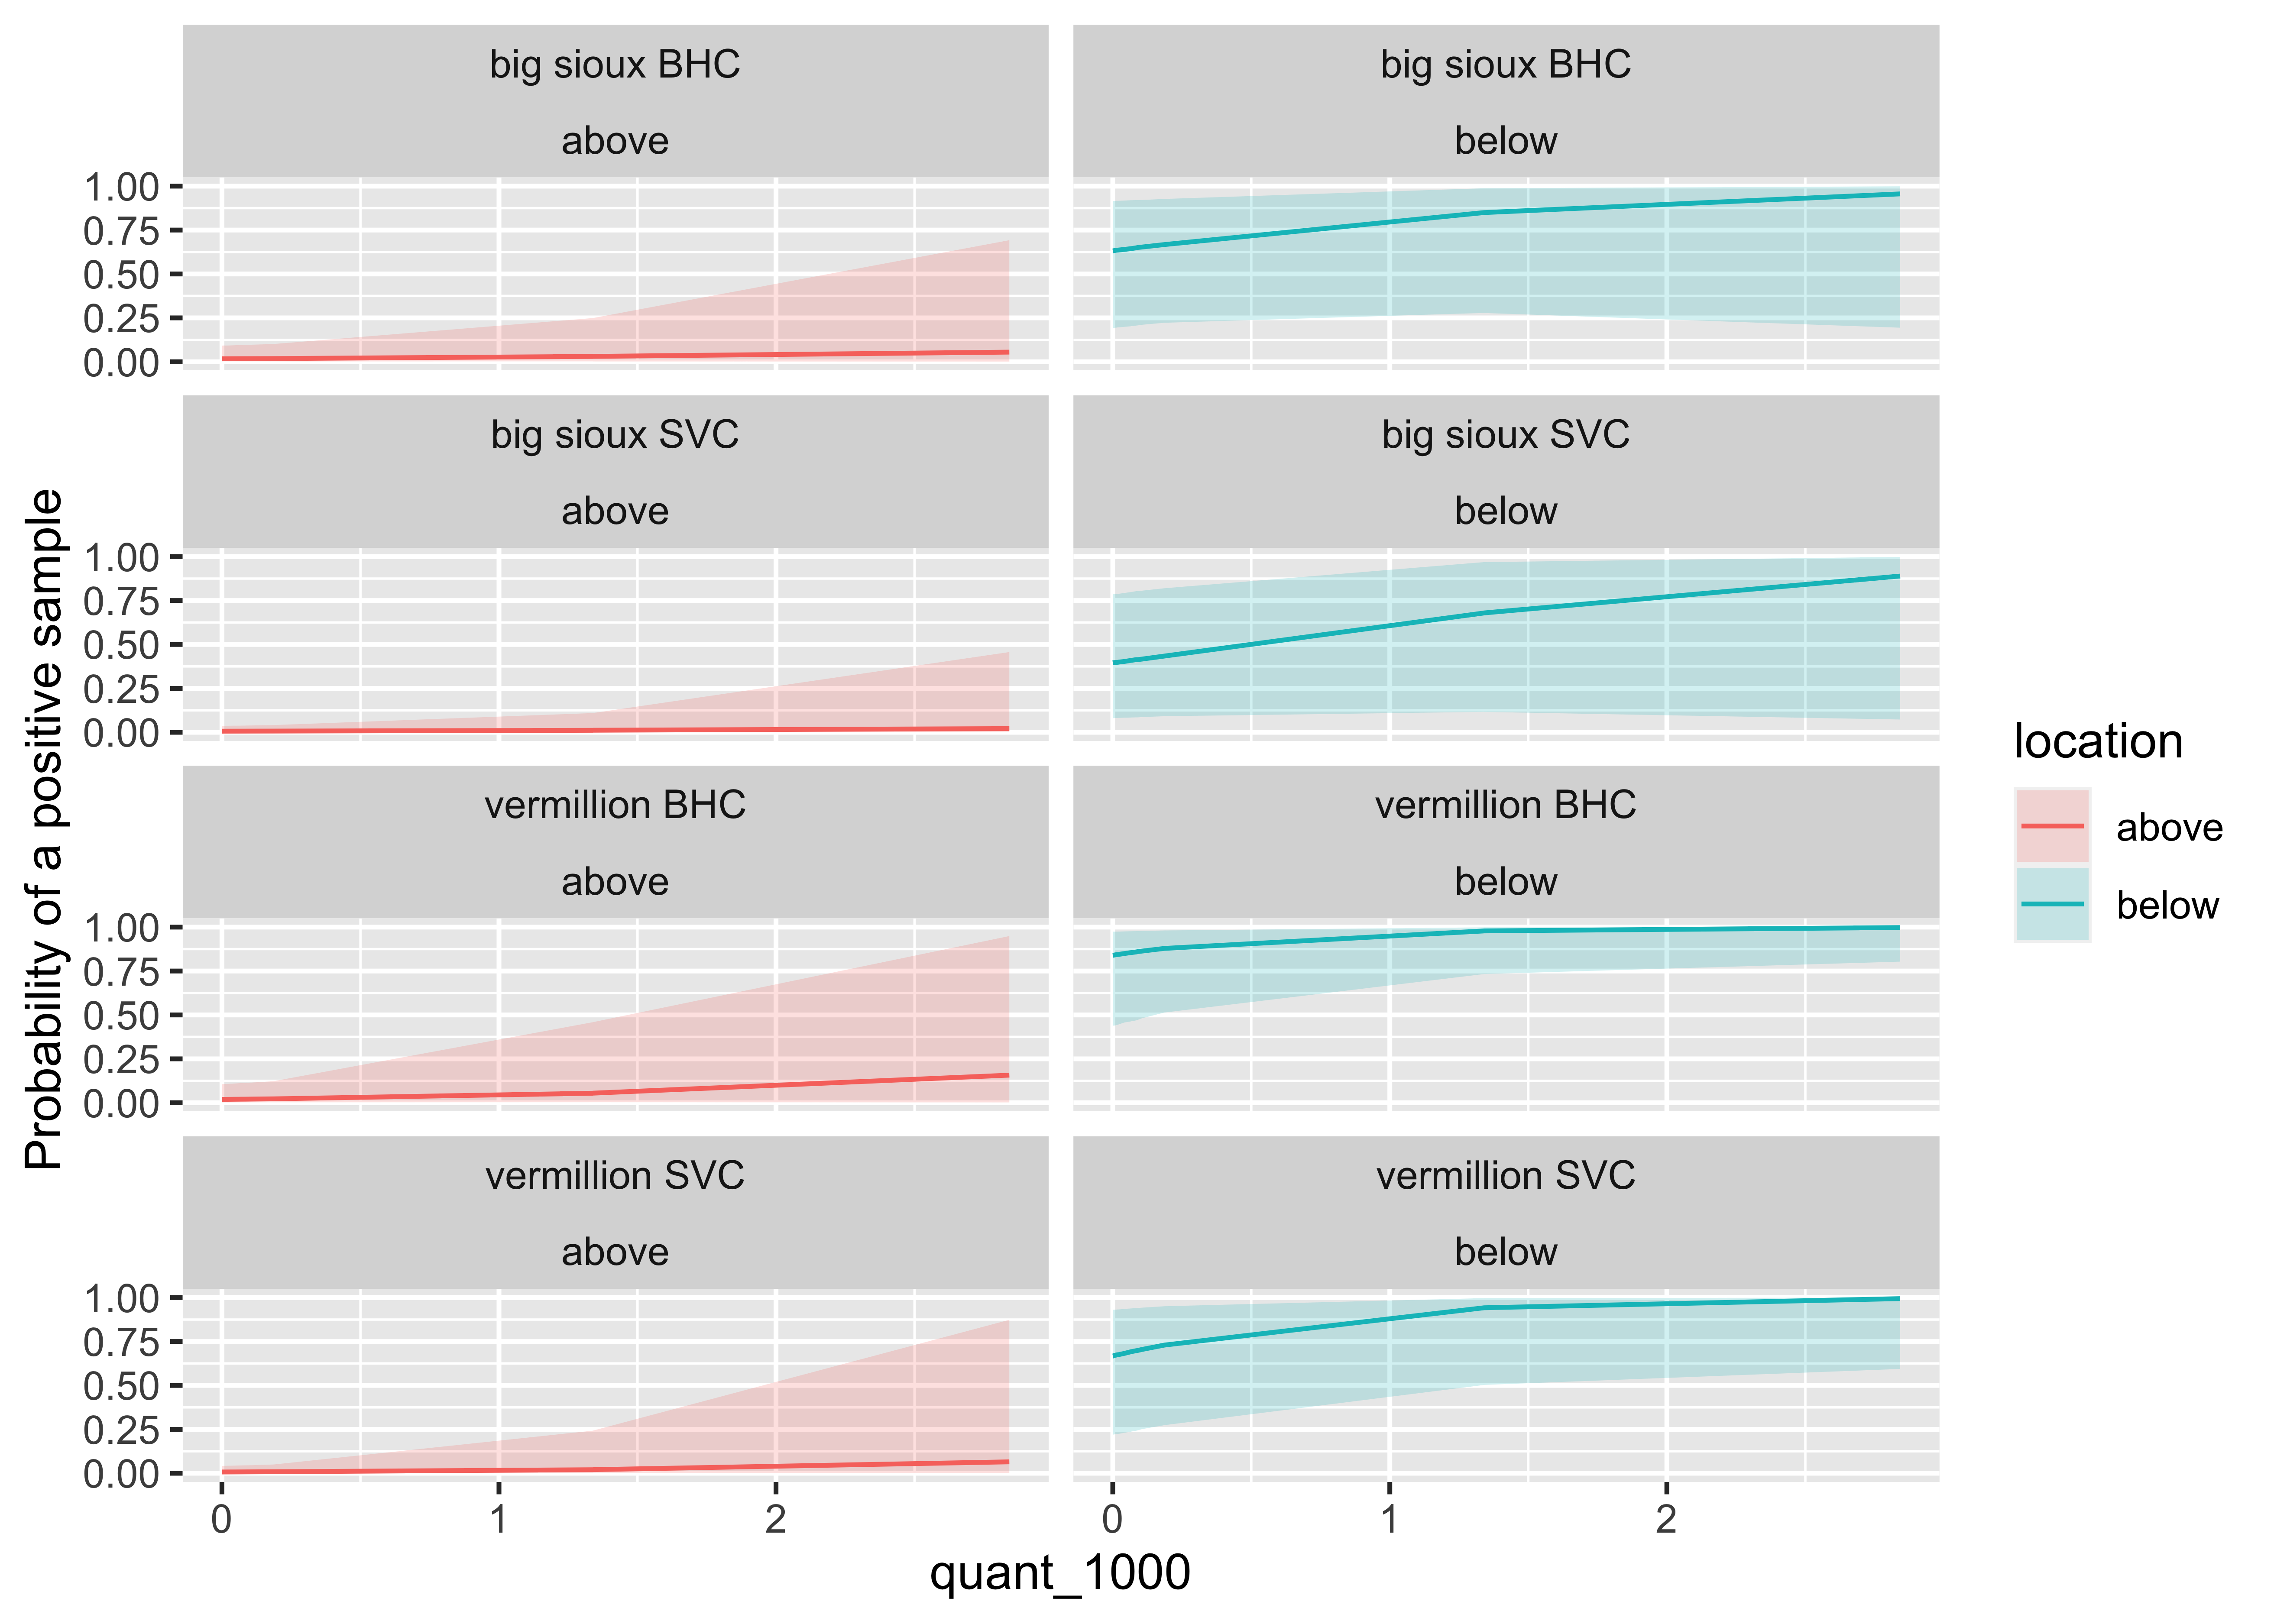 big sioux BHC
above
big sioux BHC
below
1.00
0.75
0.50
0.25
0.00
big sioux SVC
above
big sioux SVC
below
1.00
0.75
0.50
0.25
0.00
vermillion BHC
above
vermillion BHC
below
1.00
0.75
0.50
0.25
0.00
vermillion SVC
above
vermillion SVC
below
1.00
0.75
0.50
0.25
0.00
0 1 2
0 1 2
quant_1000
Probability of a positive sample
location
above
below